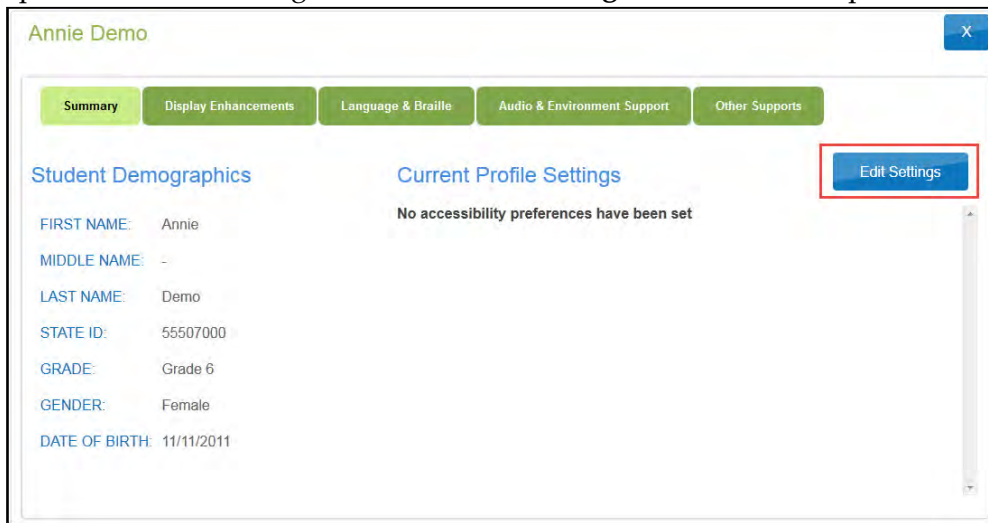 Annie Demo
X
Summary Display Enhancements Language & Braille Audio & Environment Support Other Supports
Student Demographics
Current Profile Settings
Edit Settings
No accessibility preferences have been set
FIRST NAME: Annie
MIDDLE NAME: -
LAST NAME: Demo
STATE ID: 55507000
GRADE: Grade 6
GENDER: Female
DATE OF BIRTH: 11/11/2011